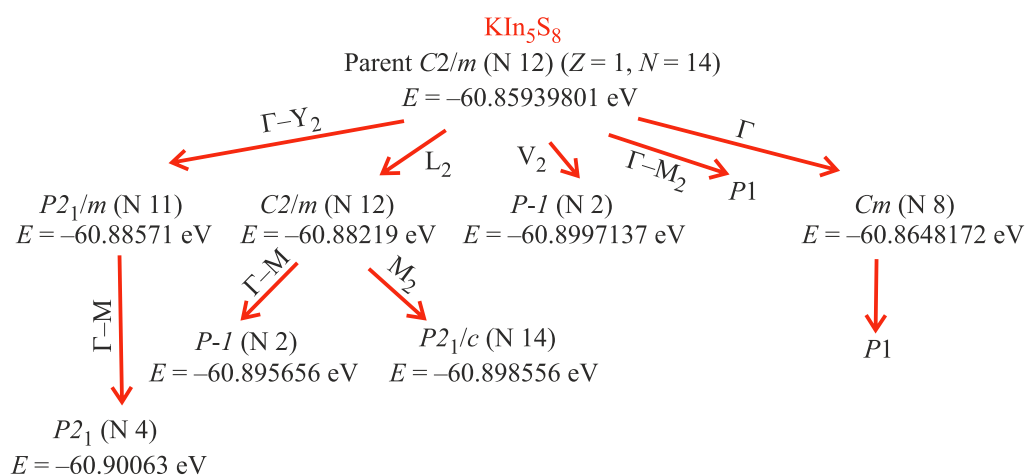 KIn₅S₈
Parent C2/m (N 12) (Z = 1, N = 14)
E = –60.85939801 eV
Γ–Y₂
L₂
V₂
Γ–M₂
Γ
P2₁/m (N 11)
E = –60.88571 eV
C2/m (N 12)
E = –60.88219 eV
P-1 (N 2)
E = –60.8997137 eV
P1
Cm (N 8)
E = –60.8648172 eV
Γ–M
Γ–M
M₂
P-1 (N 2)
E = –60.895656 eV
P2₁/c (N 14)
E = –60.898556 eV
P1
P2₁ (N 4)
E = –60.90063 eV